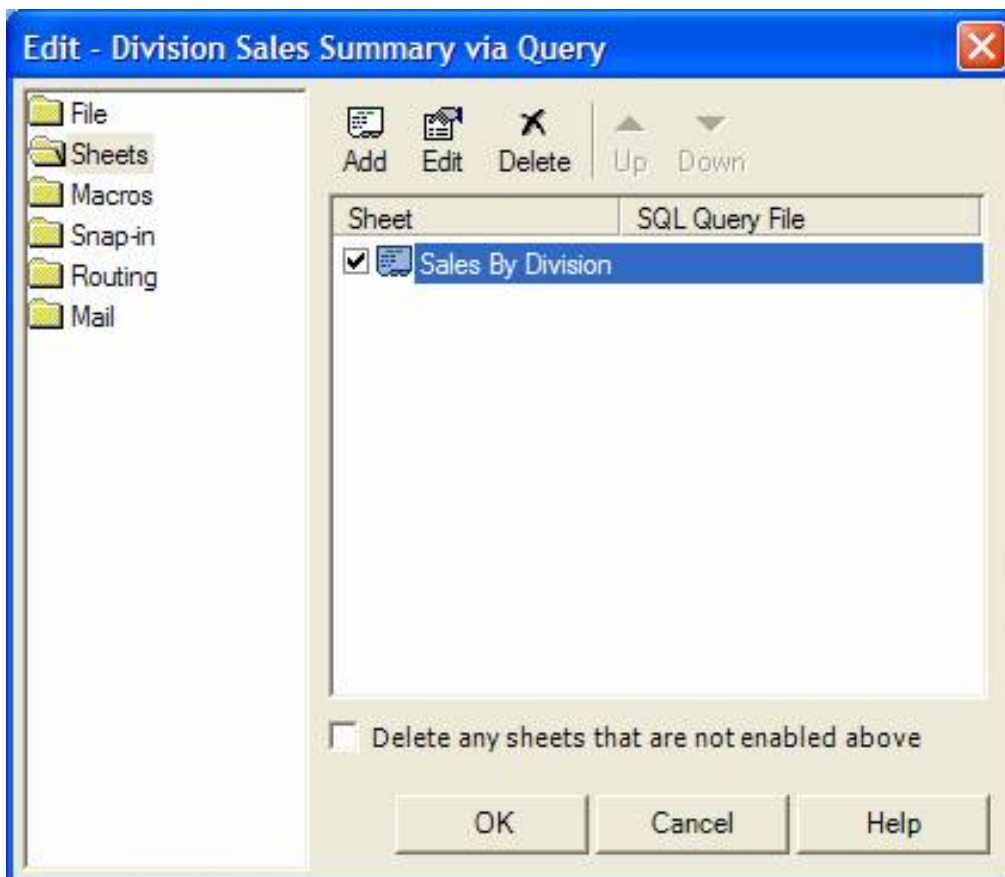 Edit - Division Sales Summary via Query
File
Sheets
Macros
Snap-in
Routing
Mail
Add Edit Delete Up Down
Sheet SQL Query File
Sales By Division
Delete any sheets that are not enabled above
OK Cancel Help